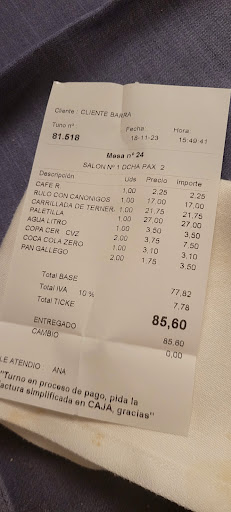 Cliente : CLIENTE BARRA
Turno nº Fecha Hora
81.518 18-11-23 15:40:41
Mesa nº 24
SALON Nº 1 DCHA PAX 2
Descripción Uds Precio Importe
CAFE R. 1.00 2.25 2.25
RULO CON CANONIGOS 1.00 17.00 17.00
CARRILLADA DE TERNER. 1.00 21.75 21.75
PALETILLA 1.00 27.00 27.00
AGUA LITRO 1.00 3.50 3.50
COPA CER CVZ 2.00 3.75 7.50
COCA COLA ZERO 1.00 3.10 3.10
PAN GALLEGO 2.00 1.75 3.50
Total BASE 77,82
Total IVA 10 % 7,78
Total TICKE 85,60
ENTREGADO 85,60
CAMBIO 0,00
LE ATENDIO ANA
"Turno en proceso de pago, pida la
factura simplificada en CAJA, gracias"